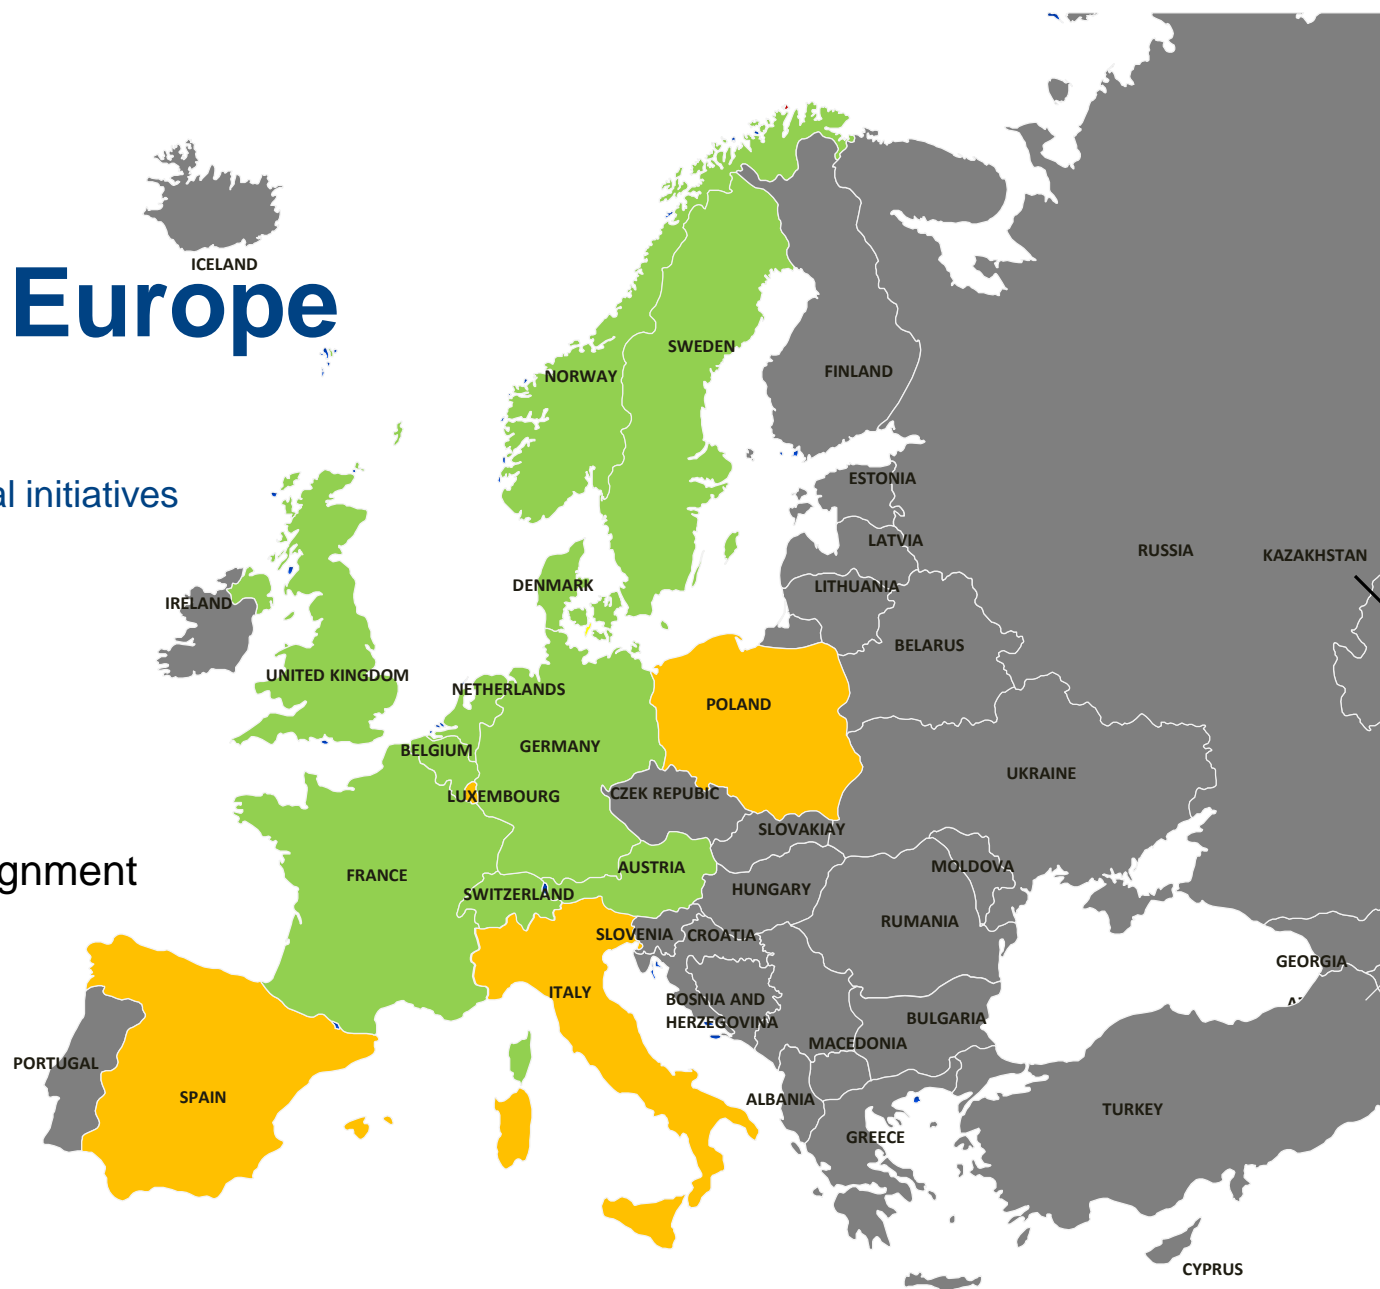 ICELAND
Europe
SWEDEN
NORWAY
FINLAND
al initiatives
ESTONIA
LATVIA
RUSSIA
KAZAKHSTAN
DENMARK
LITHUANIA
IRELAND
BELARUS
UNITED KINGDOM
NETHERLANDS
POLAND
BELGIUM
GERMANY
UKRAINE
LUXEMBOURG
CZEK REPUBIC
SLOVAKIAY
gnment
FRANCE
AUSTRIA
MOLDOVA
SWITZERLAND
HUNGARY
RUMANIA
SLOVENIA
CROATIA
GEORGIA
ITALY
BOSNIA AND
HERZEGOVINA
BULGARIA
MACEDONIA
PORTUGAL
SPAIN
ALBANIA
TURKEY
GREECE
CYPRUS